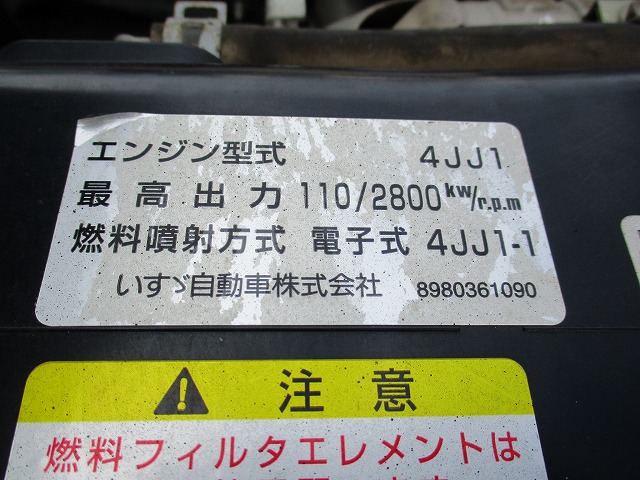 エンジン型式 4JJ1
最高出力 110/2800kw/r.p.m
燃料噴射方式 電子式 4JJ1-1
いすゞ自動車株式会社 8980361090
注意
燃料フィルタエレメントは